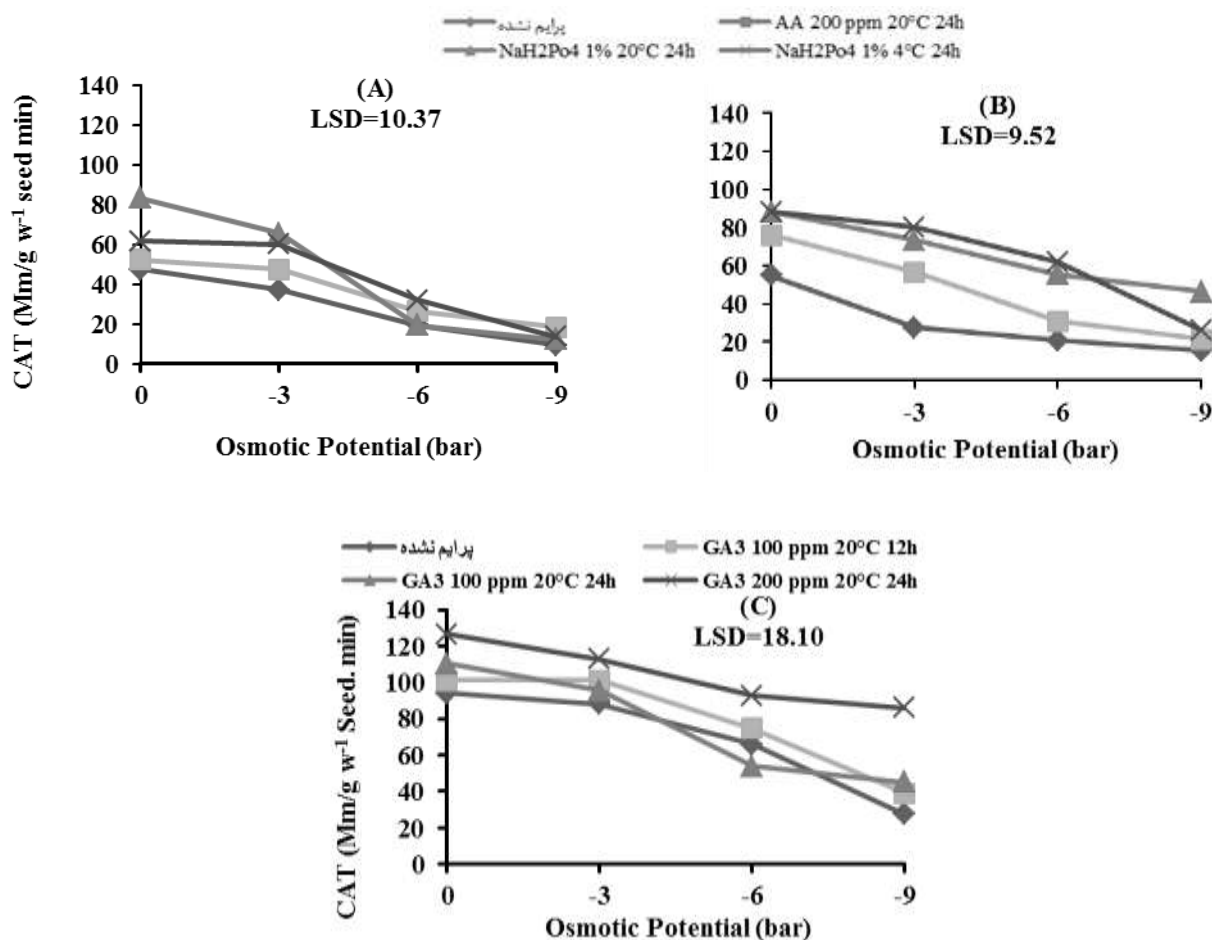 پرایم نشده AA 200 ppm 20°C 24h
NaH2Po4 1% 20°C 24h NaH2Po4 1% 4°C 24h
(A)
LSD=10.37
CAT (Mm/g w⁻¹ seed min)
140
120
100
80
60
40
20
0
0 -3 -6 -9
Osmotic Potential (bar)
(B)
LSD=9.52
140
120
100
80
60
40
20
0
0 -3 -6 -9
Osmotic Potential (bar)
پرایم نشده GA3 100 ppm 20°C 12h
GA3 100 ppm 20°C 24h GA3 200 ppm 20°C 24h
(C)
LSD=18.10
CAT (Mm/g w⁻¹ Seed. min)
140
120
100
80
60
40
20
0
0 -3 -6 -9
Osmotic Potential (bar)